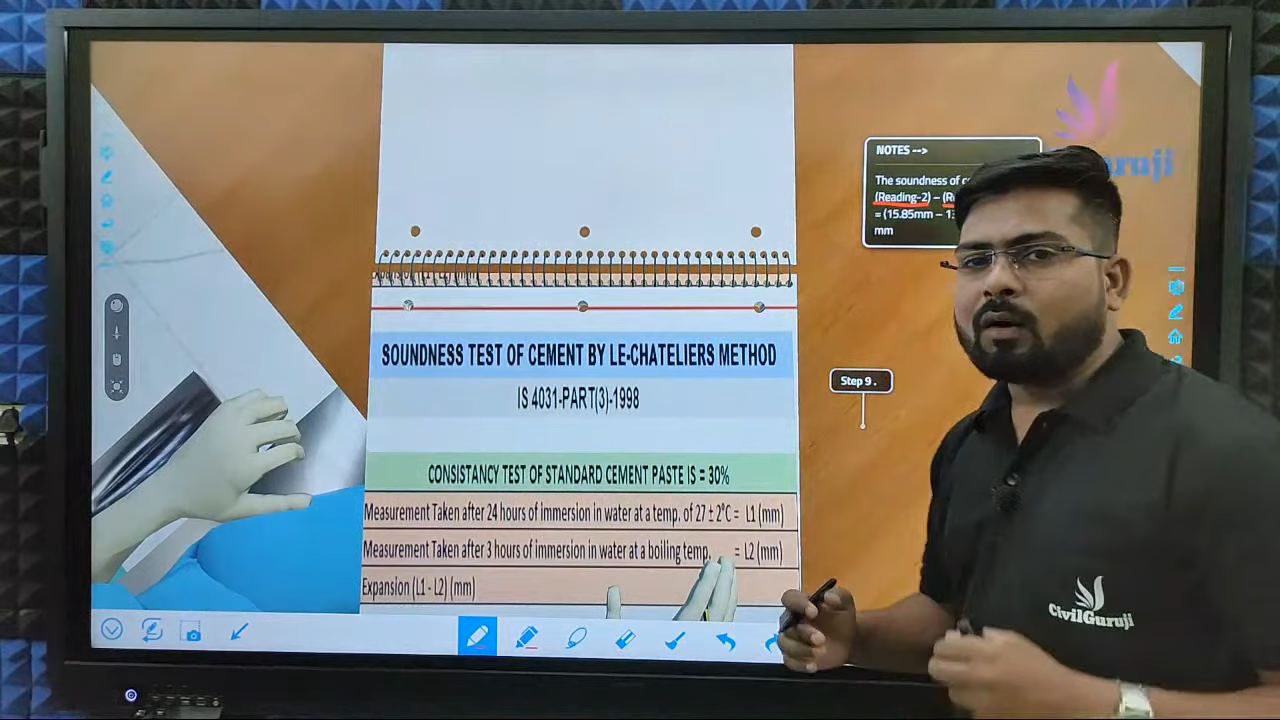 NOTES -->
The soundness of
(Reading-2) –
= (15.85mm –
mm
uruji
SOUNDNESS TEST OF CEMENT BY LE-CHATELIERS METHOD
IS 4031-PART(3)-1998
Step 9 .
CONSISTANCY TEST OF STANDARD CEMENT PASTE IS = 30%
Measurement Taken after 24 hours of immersion in water at a temp. of 27 ± 2°C = L1 (mm)
Measurement Taken after 3 hours of immersion in water at a boiling temp. = L2 (mm)
Expansion (L1 - L2) (mm)
CivilGuruji